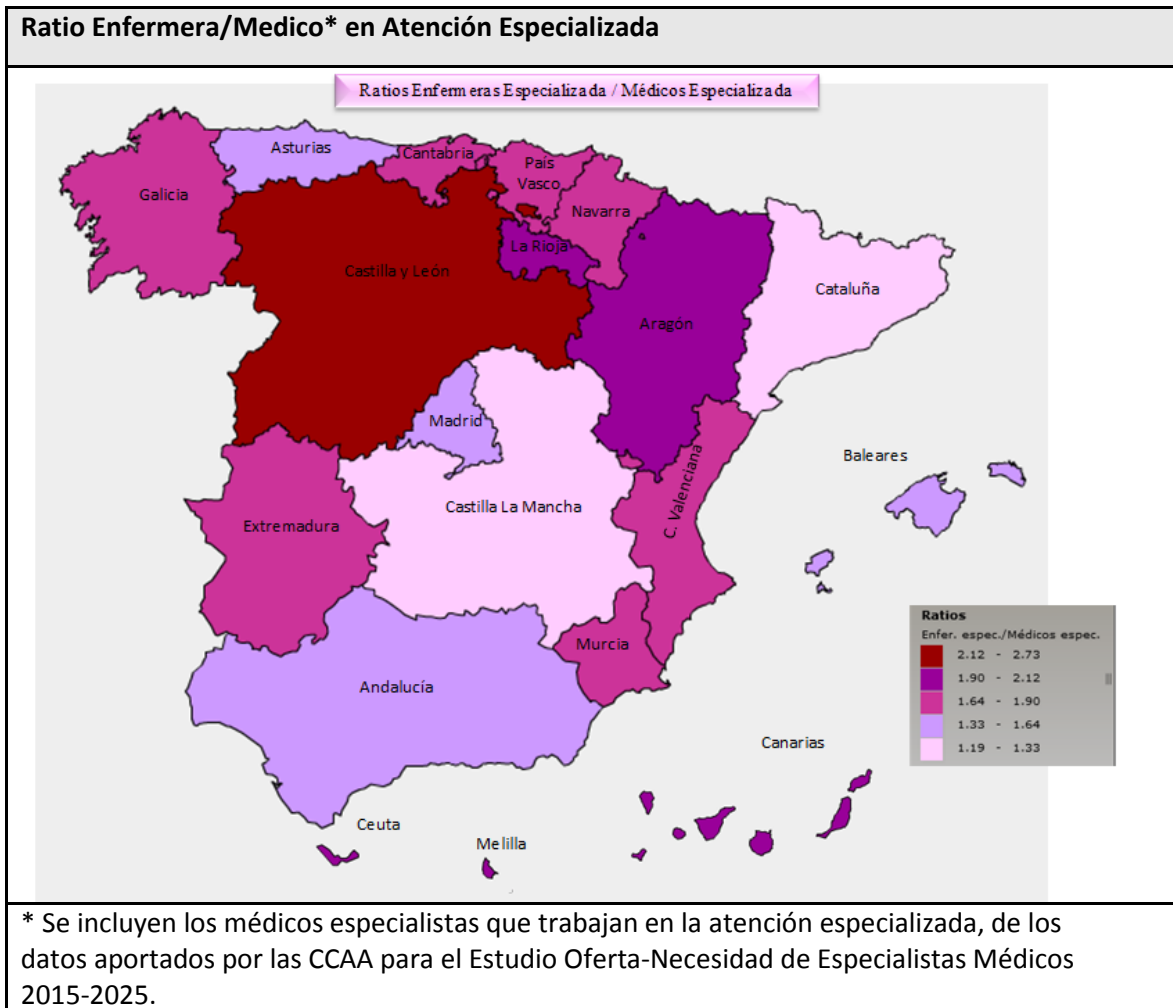 Ratio Enfermera/Medico* en Atención Especializada
Ratios Enfermeras Especializada / Médicos Especializada
Asturias
Cantabria
País
Vasco
Galicia
Navarra
La Rioja
Castilla y León
Cataluña
Aragón
Madrid
Baleares
Castilla La Mancha
C. Valenciana
Extremadura
Ratios
Enfer. espec./Médicos espec.
2.12 - 2.73
1.90 - 2.12
1.64 - 1.90
1.33 - 1.64
1.19 - 1.33
Murcia
Andalucía
Canarias
Ceuta
Melilla
* Se incluyen los médicos especialistas que trabajan en la atención especializada, de los
datos aportados por las CCAA para el Estudio Oferta-Necesidad de Especialistas Médicos
2015-2025.